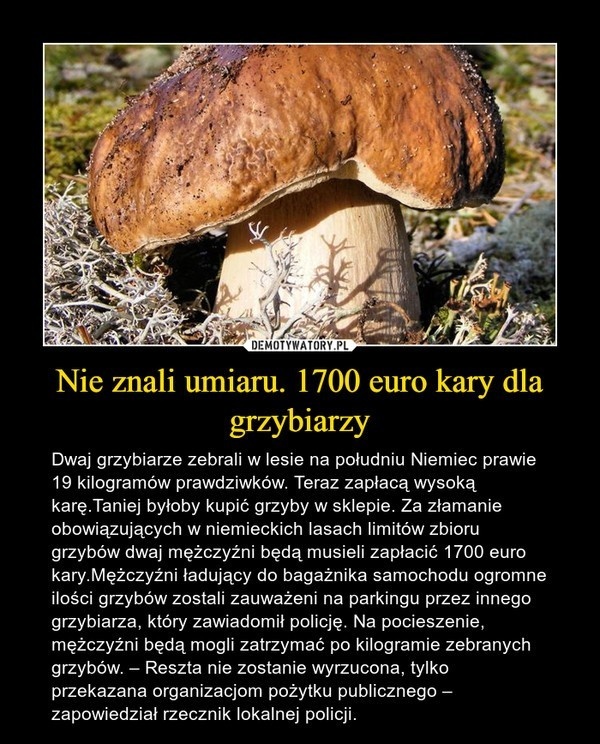 DEMOTYWATORY.PL
Nie znali umiaru. 1700 euro kary dla
grzybiarzy
Dwaj grzybiarze zebrali w lesie na południu Niemiec prawie
19 kilogramów prawdziwków. Teraz zapłacą wysoką
karę.Taniej byłoby kupić grzyby w sklepie. Za złamanie
obowiązujących w niemieckich lasach limitów zbioru
grzybów dwaj mężczyźni będą musieli zapłacić 1700 euro
kary.Mężczyźni ładujący do bagażnika samochodu ogromne
ilości grzybów zostali zauważeni na parkingu przez innego
grzybiarza, który zawiadomił policję. Na pocieszenie,
mężczyźni będą mogli zatrzymać po kilogramie zebranych
grzybów. – Reszta nie zostanie wyrzucona, tylko
przekazana organizacjom pożytku publicznego –
zapowiedział rzecznik lokalnej policji.